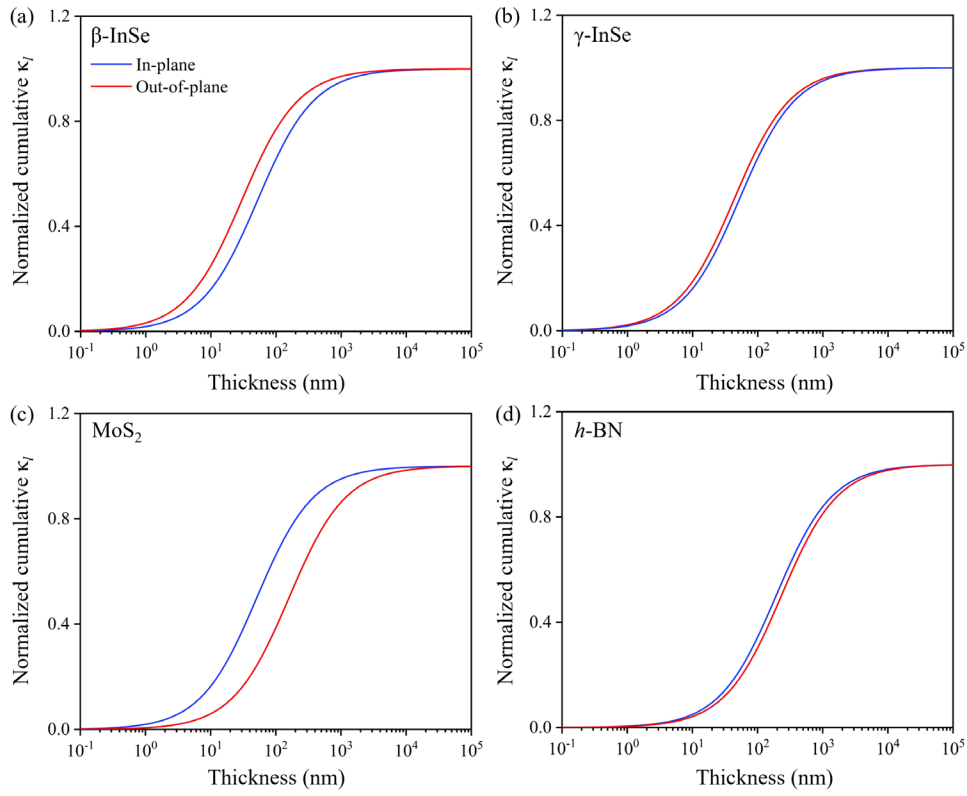 (a)
β-InSe
In-plane
Out-of-plane
Normalized cumulative κl
1.2
0.8
0.4
0.0
10-1 100 101 102 103 104 105
Thickness (nm)
(b)
γ-InSe
Normalized cumulative κl
1.2
0.8
0.4
0.0
10-1 100 101 102 103 104 105
Thickness (nm)
(c)
MoS2
Normalized cumulative κl
1.2
0.8
0.4
0.0
10-1 100 101 102 103 104 105
Thickness (nm)
(d)
h-BN
Normalized cumulative κl
1.2
0.8
0.4
0.0
10-1 100 101 102 103 104 105
Thickness (nm)